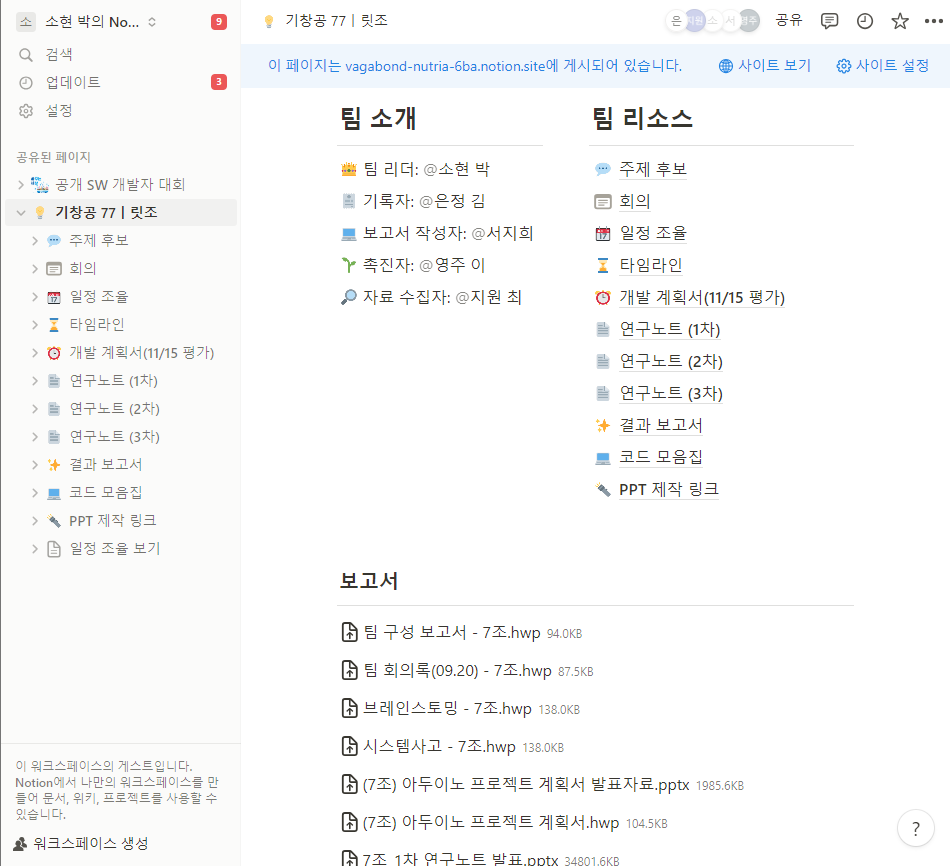 소 소현 박의 No... 9
검색
업데이트 3
설정
공유된 페이지
공개 SW 개발자 대회
기창공 77 | 릿조
주제 후보
회의
일정 조율
타임라인
개발 계획서(11/15 평가)
연구노트 (1차)
연구노트 (2차)
연구노트 (3차)
결과 보고서
코드 모음집
PPT 제작 링크
일정 조율 보기
이 워크스페이스의 게스트입니다.
Notion에서 나만의 워크스페이스를 만
들어 문서, 위키, 프로젝트를 사용할 수
있습니다.
워크스페이스 생성
기창공 77 | 릿조
은 지원 소 서 영주 공유
이 페이지는 vagabond-nutria-6ba.notion.site에 게시되어 있습니다. 사이트 보기 사이트 설정
팀 소개
팀 리더: @소현 박
기록자: @은정 김
보고서 작성자: @서지희
촉진자: @영주 이
자료 수집자: @지원 최
팀 리소스
주제 후보
회의
일정 조율
타임라인
개발 계획서(11/15 평가)
연구노트 (1차)
연구노트 (2차)
연구노트 (3차)
결과 보고서
코드 모음집
PPT 제작 링크
보고서
팀 구성 보고서 - 7조.hwp 94.0KB
팀 회의록(09.20) - 7조.hwp 87.5KB
브레인스토밍 - 7조.hwp 138.0KB
시스템사고 - 7조.hwp 138.0KB
(7조) 아두이노 프로젝트 계획서 발표자료.pptx 1985.6KB
(7조) 아두이노 프로젝트 계획서.hwp 104.5KB
7조_1차 연구노트 발표.pptx 34801.6KB
?